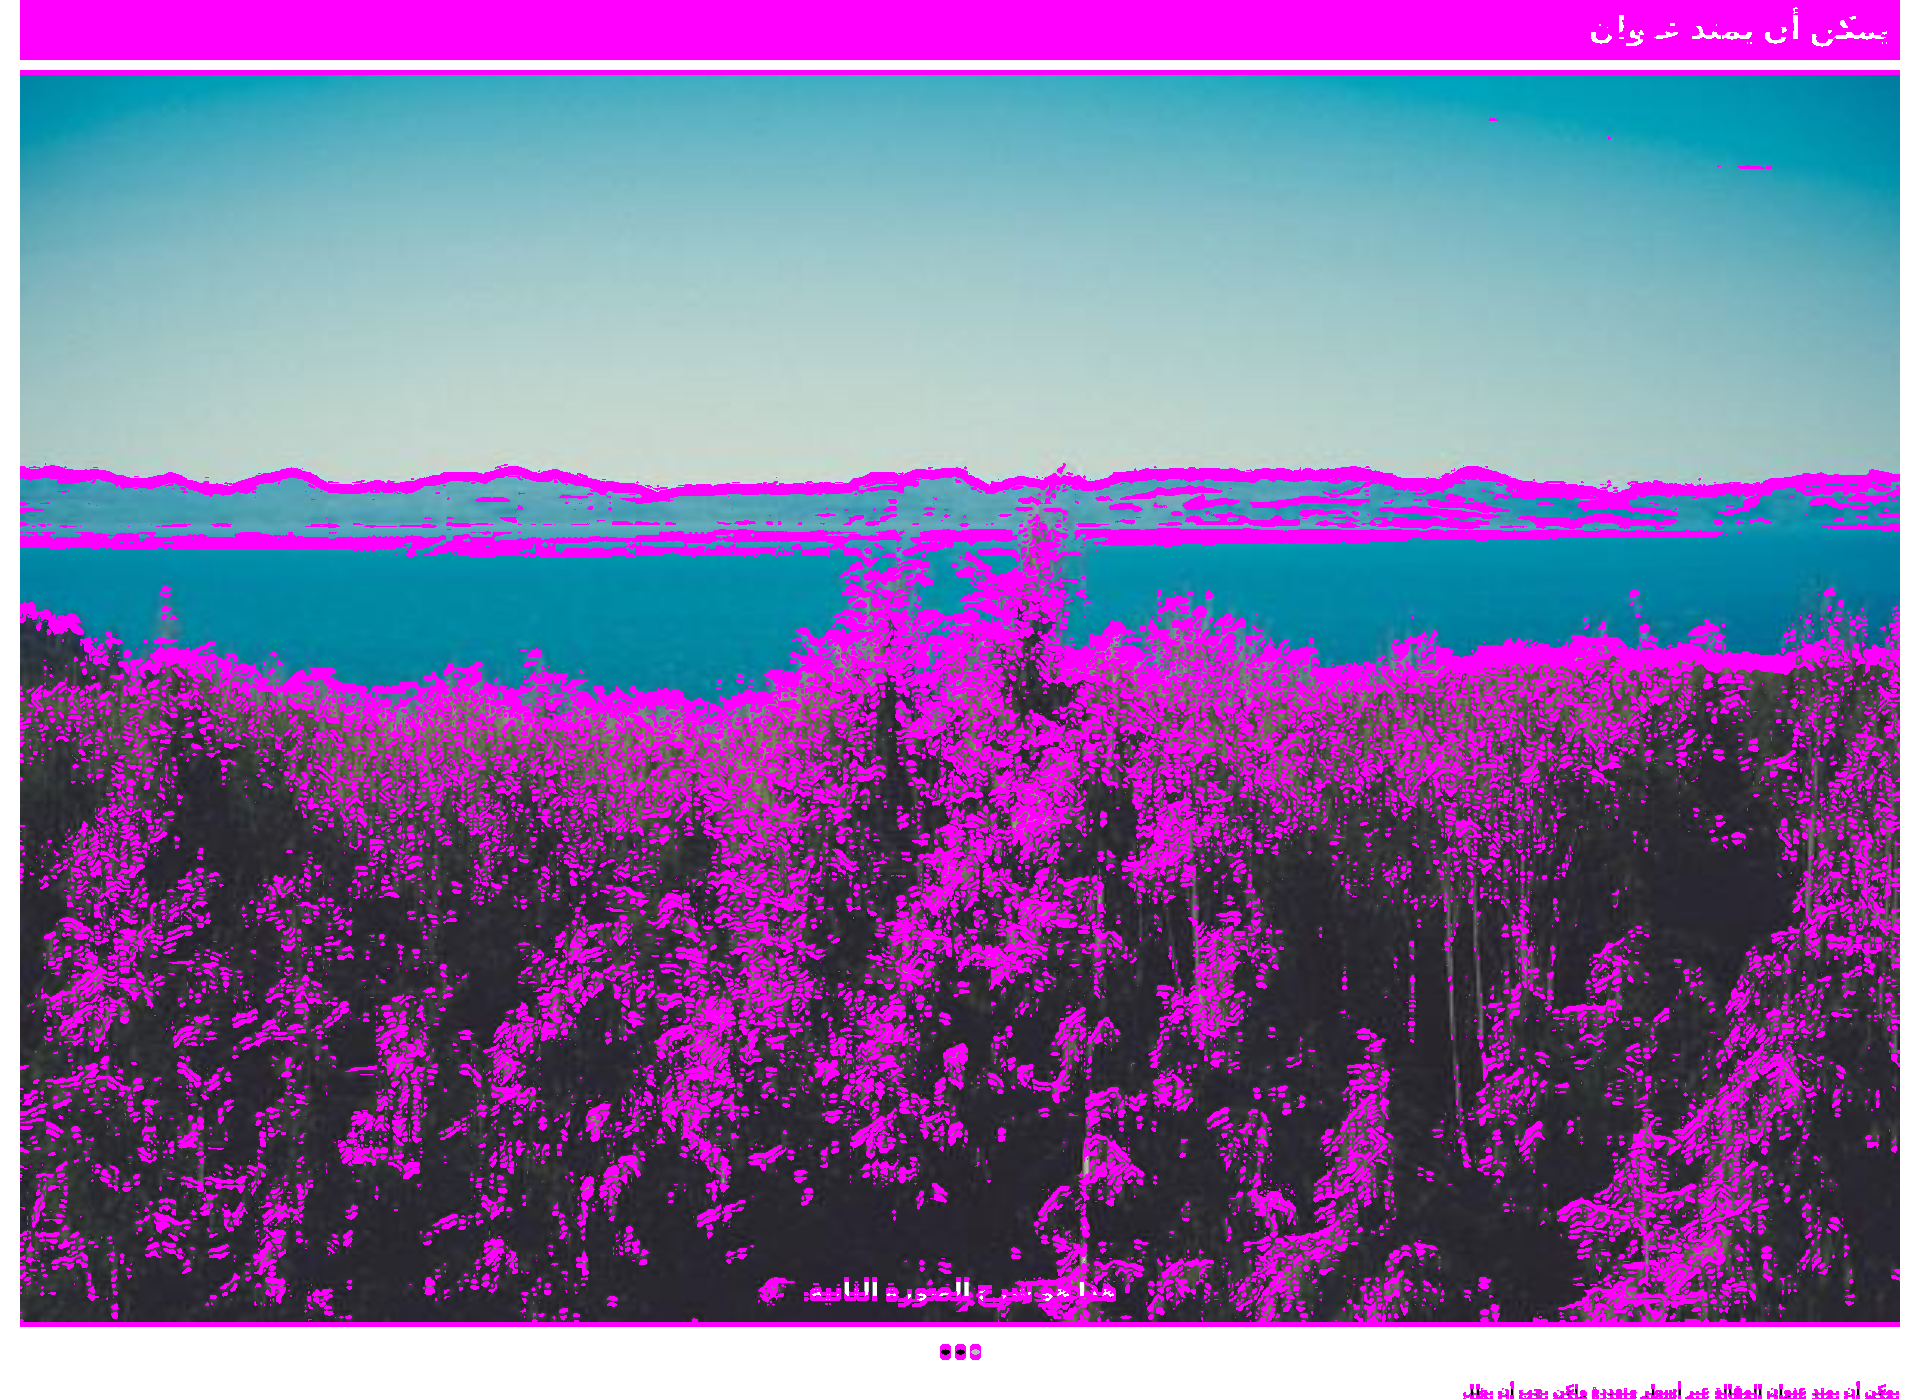 يمكن أن يمتد عنوان
هذا هو شرح الصورة الثانية.
يمكن أن يمتد عنوان المقالة عبر أسطر متعددة ولكن يجب أن يظل